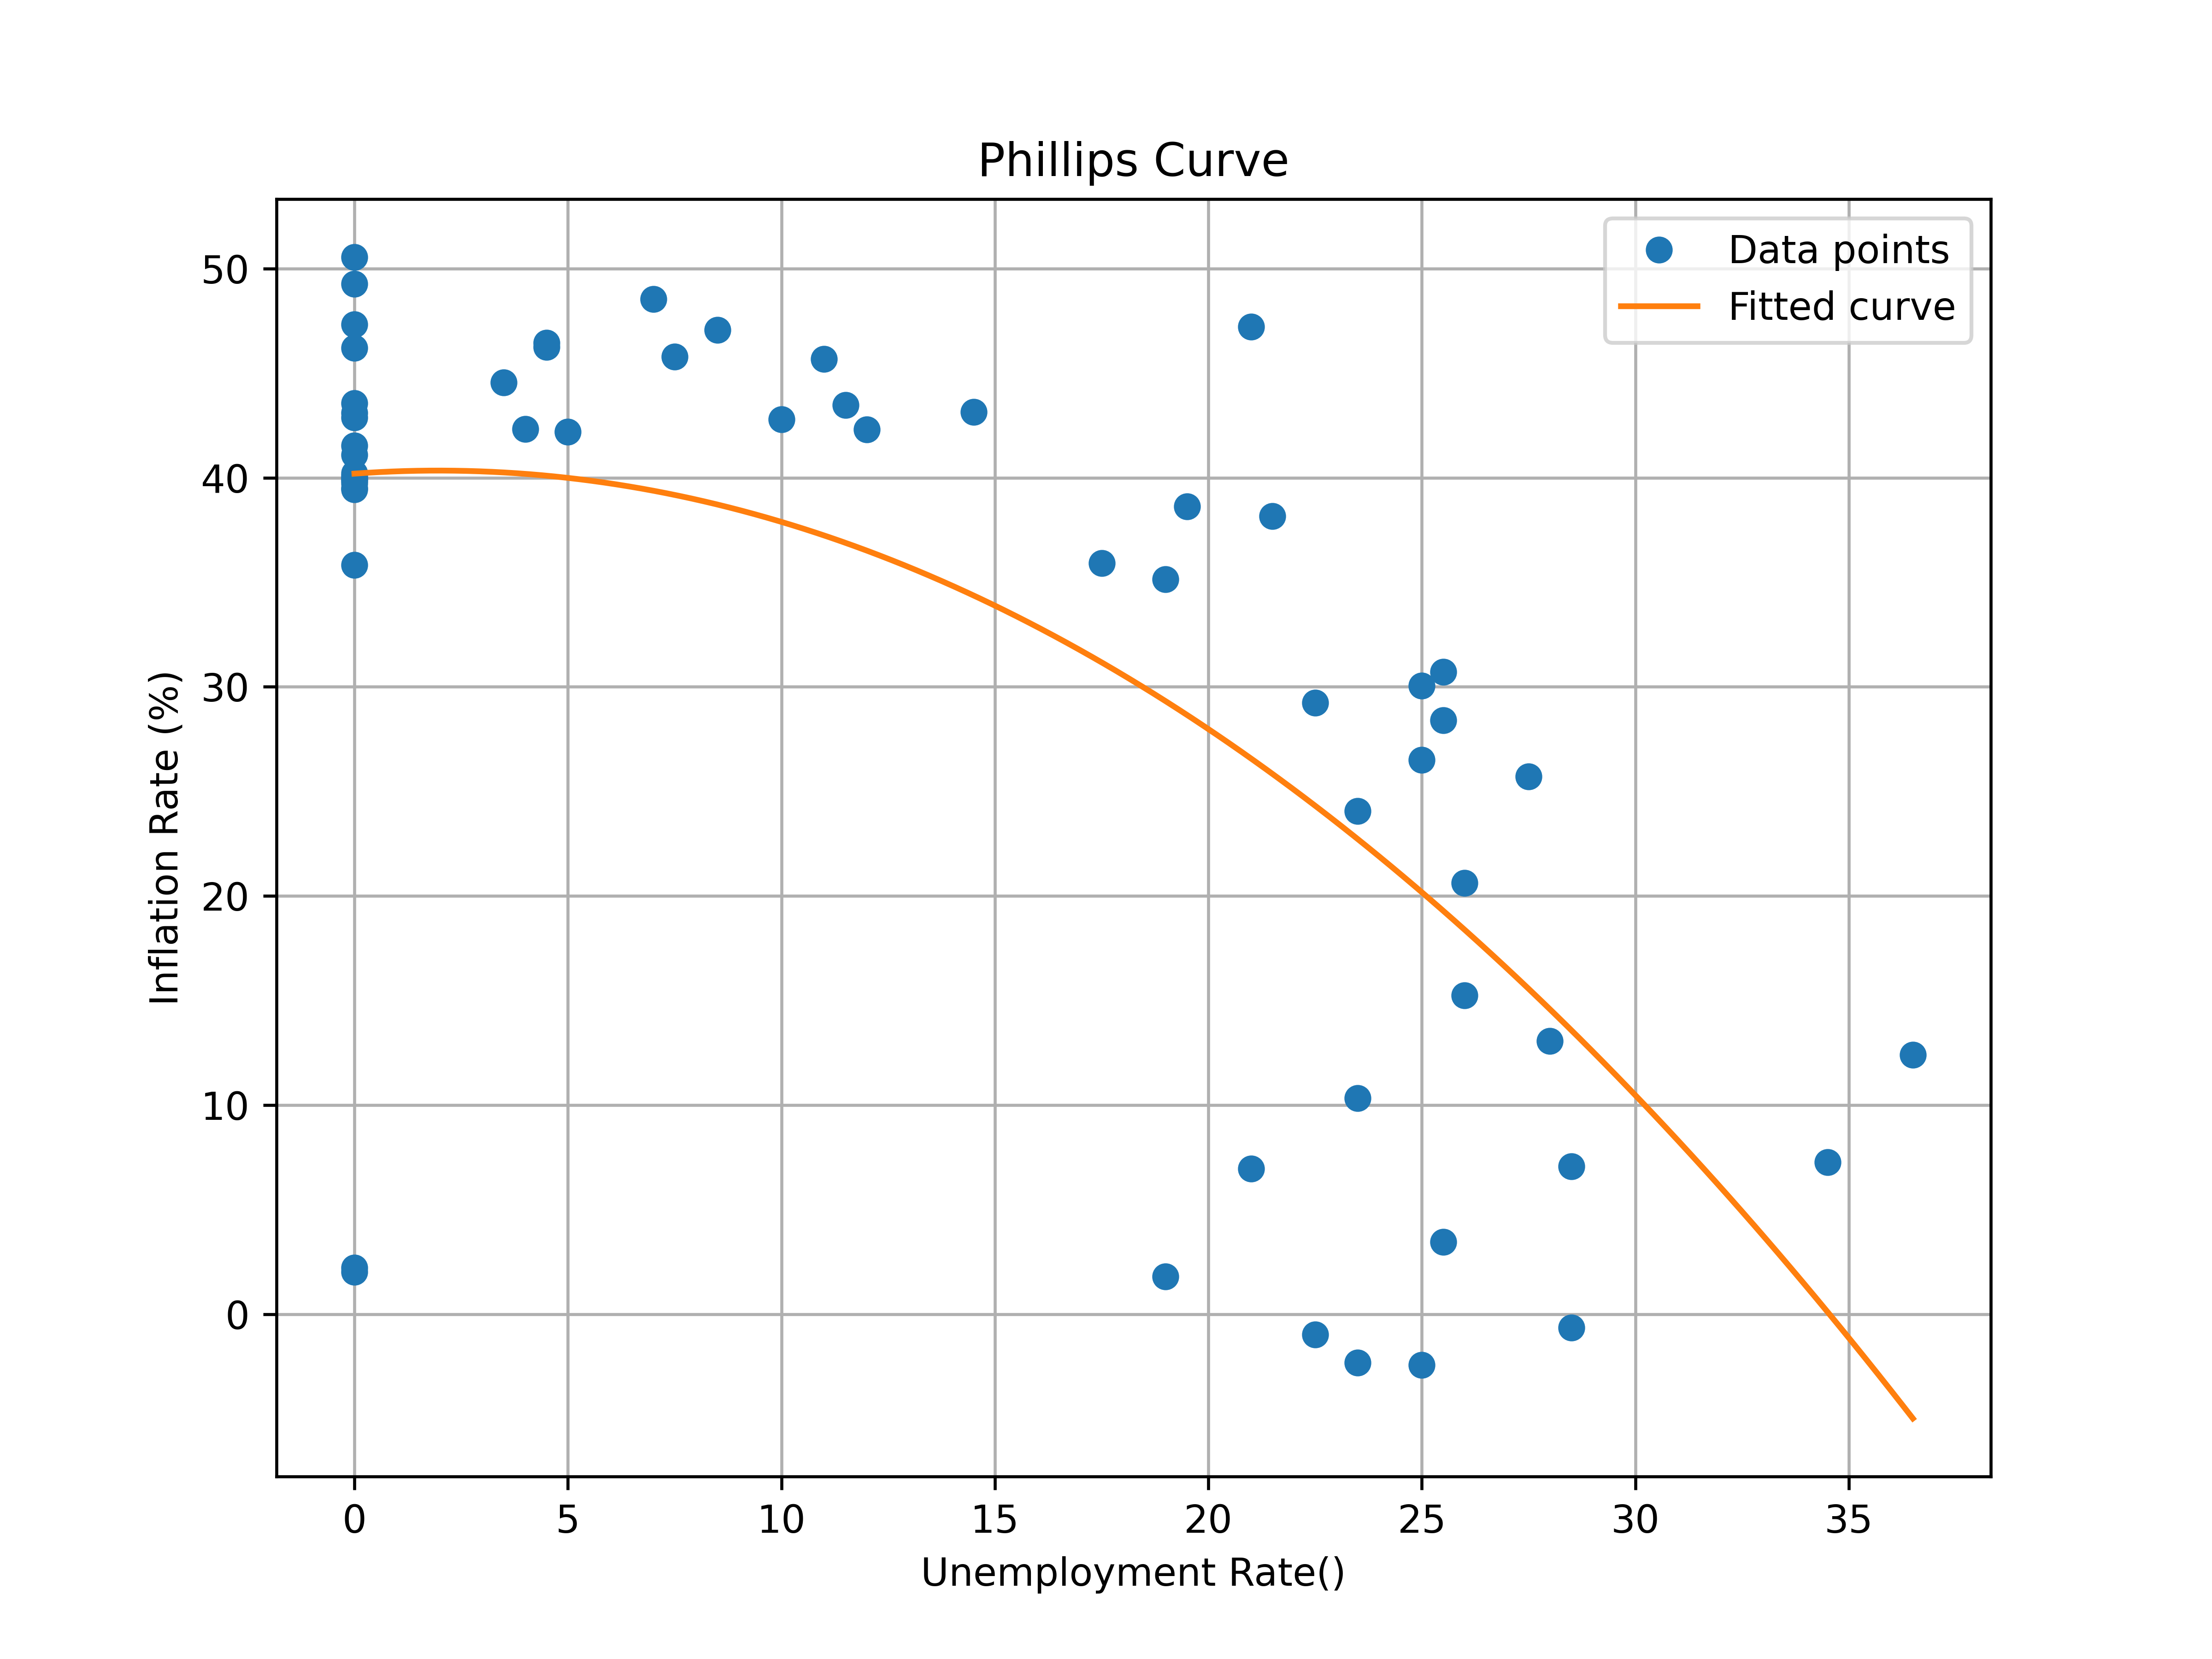 Phillips Curve
Data points
Fitted curve
50
40
30
20
10
0
Inflation Rate (%)
0 5 10 15 20 25 30 35
Unemployment Rate()